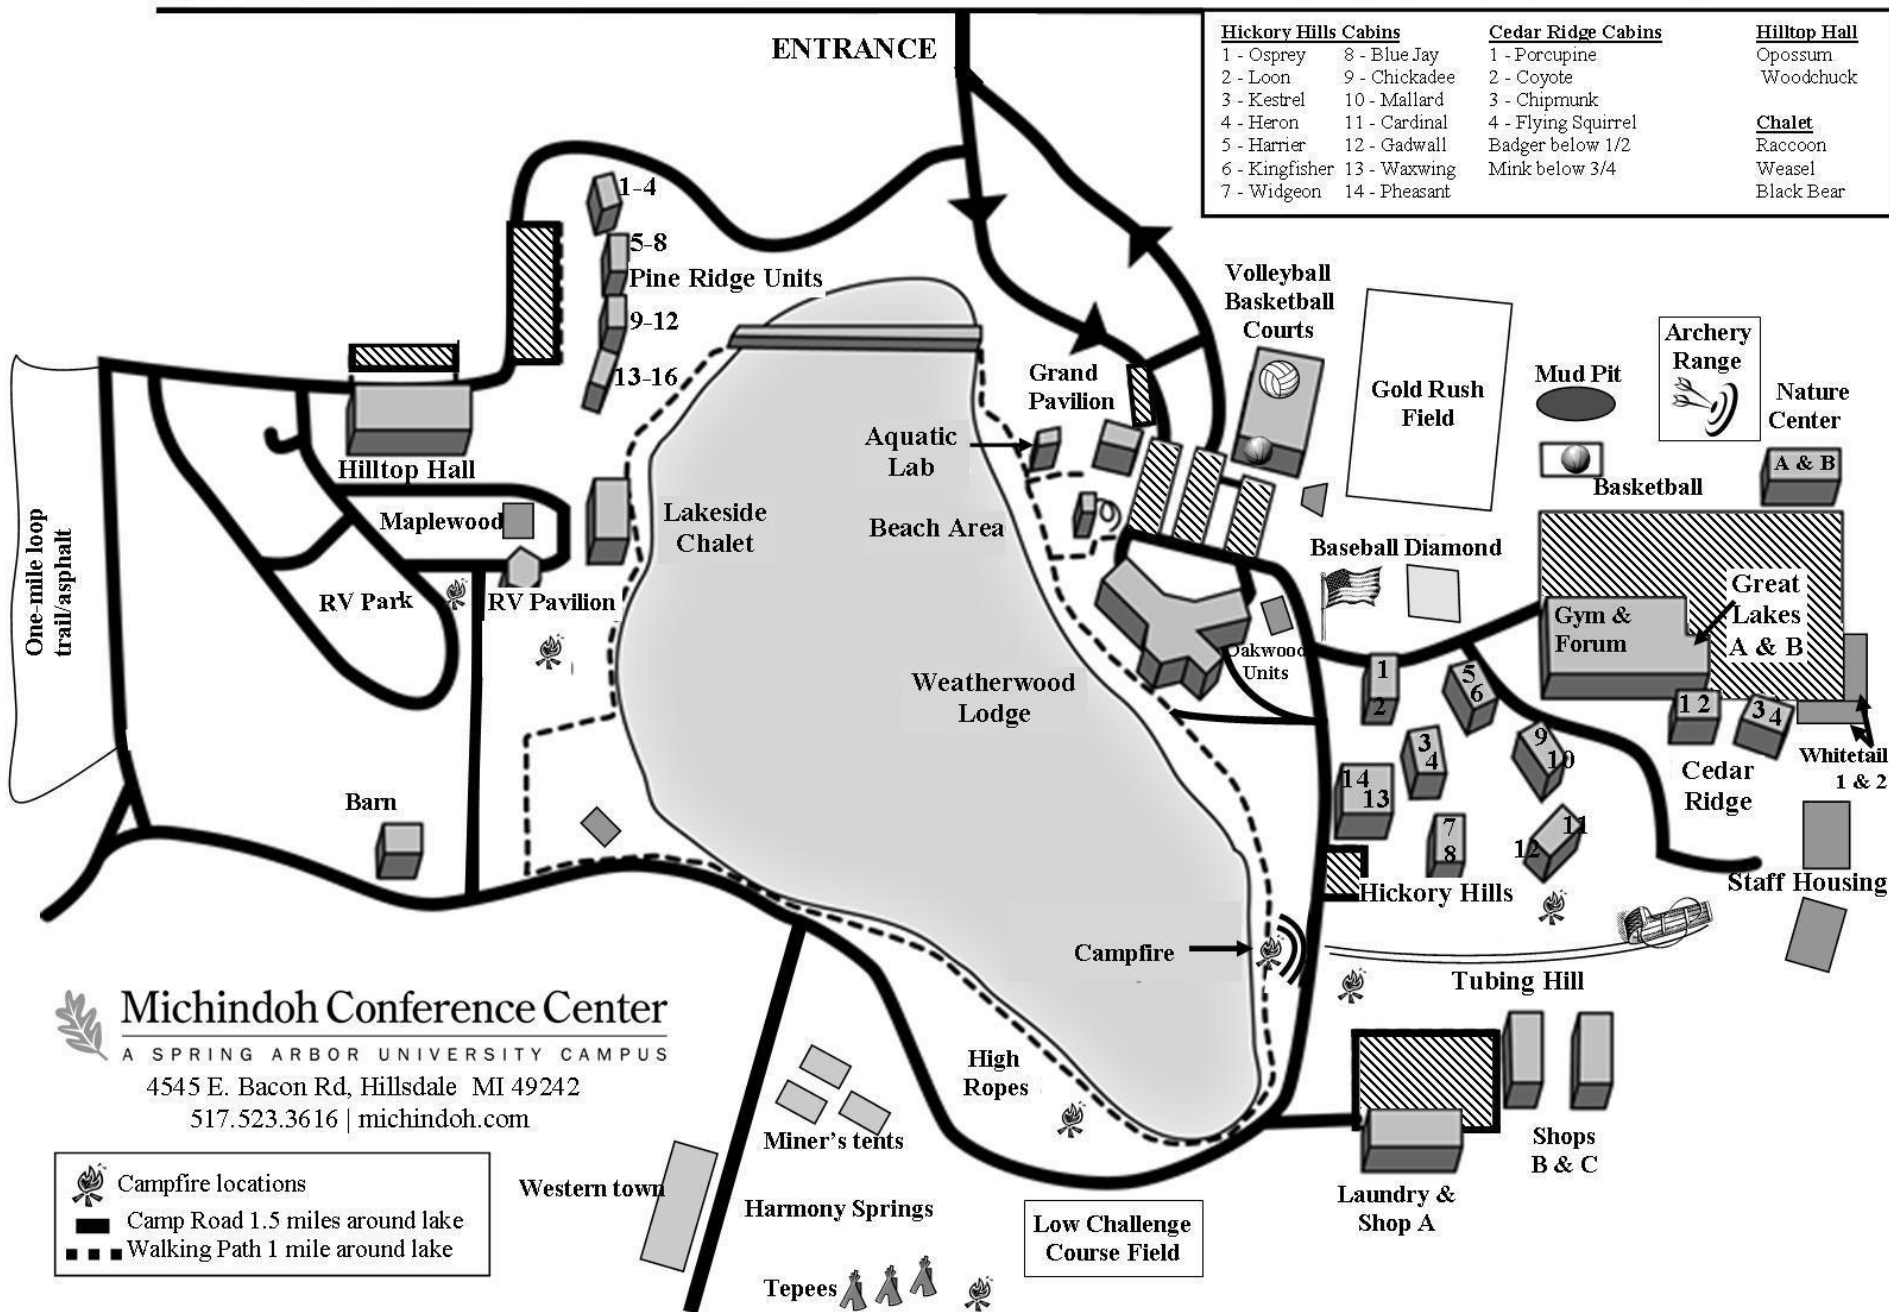 ENTRANCE
Hickory Hills Cabins
1 - Osprey 8 - Blue Jay
2 - Loon 9 - Chickadee
3 - Kestrel 10 - Mallard
4 - Heron 11 - Cardinal
5 - Harrier 12 - Gadwall
6 - Kingfisher 13 - Waxwing
7 - Widgeon 14 - Pheasant
Cedar Ridge Cabins
1 - Porcupine
2 - Coyote
3 - Chipmunk
4 - Flying Squirrel
Badger below 1/2
Mink below 3/4
Hilltop Hall
Opossum
Woodchuck
Chalet
Raccoon
Weasel
Black Bear
1-4
5-8
Pine Ridge Units
9-12
13-16
Volleyball
Basketball
Courts
Gold Rush
Field
Archery
Range
Mud Pit
Nature
Center
A & B
Basketball
Grand
Pavilion
Aquatic
Lab
Beach Area
Hilltop Hall
Maplewood
Lakeside
Chalet
RV Park
RV Pavilion
One-mile loop
trail/asphalt
Baseball Diamond
Gym &
Forum
Great
Lakes
A & B
Oakwood
Units
Weatherwood
Lodge
1
2
5
6
3
4
9
10
14
13
7
8
11
12
1 2
3
4
Cedar
Ridge
Whitetail
1 & 2
Barn
Hickory Hills
Staff Housing
Campfire
Tubing Hill
Michindoh Conference Center
A SPRING ARBOR UNIVERSITY CAMPUS
4545 E. Bacon Rd, Hillsdale MI 49242
517.523.3616 | michindoh.com
High
Ropes
Miner's tents
Shops
B & C
Laundry &
Shop A
Western town
Harmony Springs
Low Challenge
Course Field
Tepees
Campfire locations
Camp Road 1.5 miles around lake
Walking Path 1 mile around lake